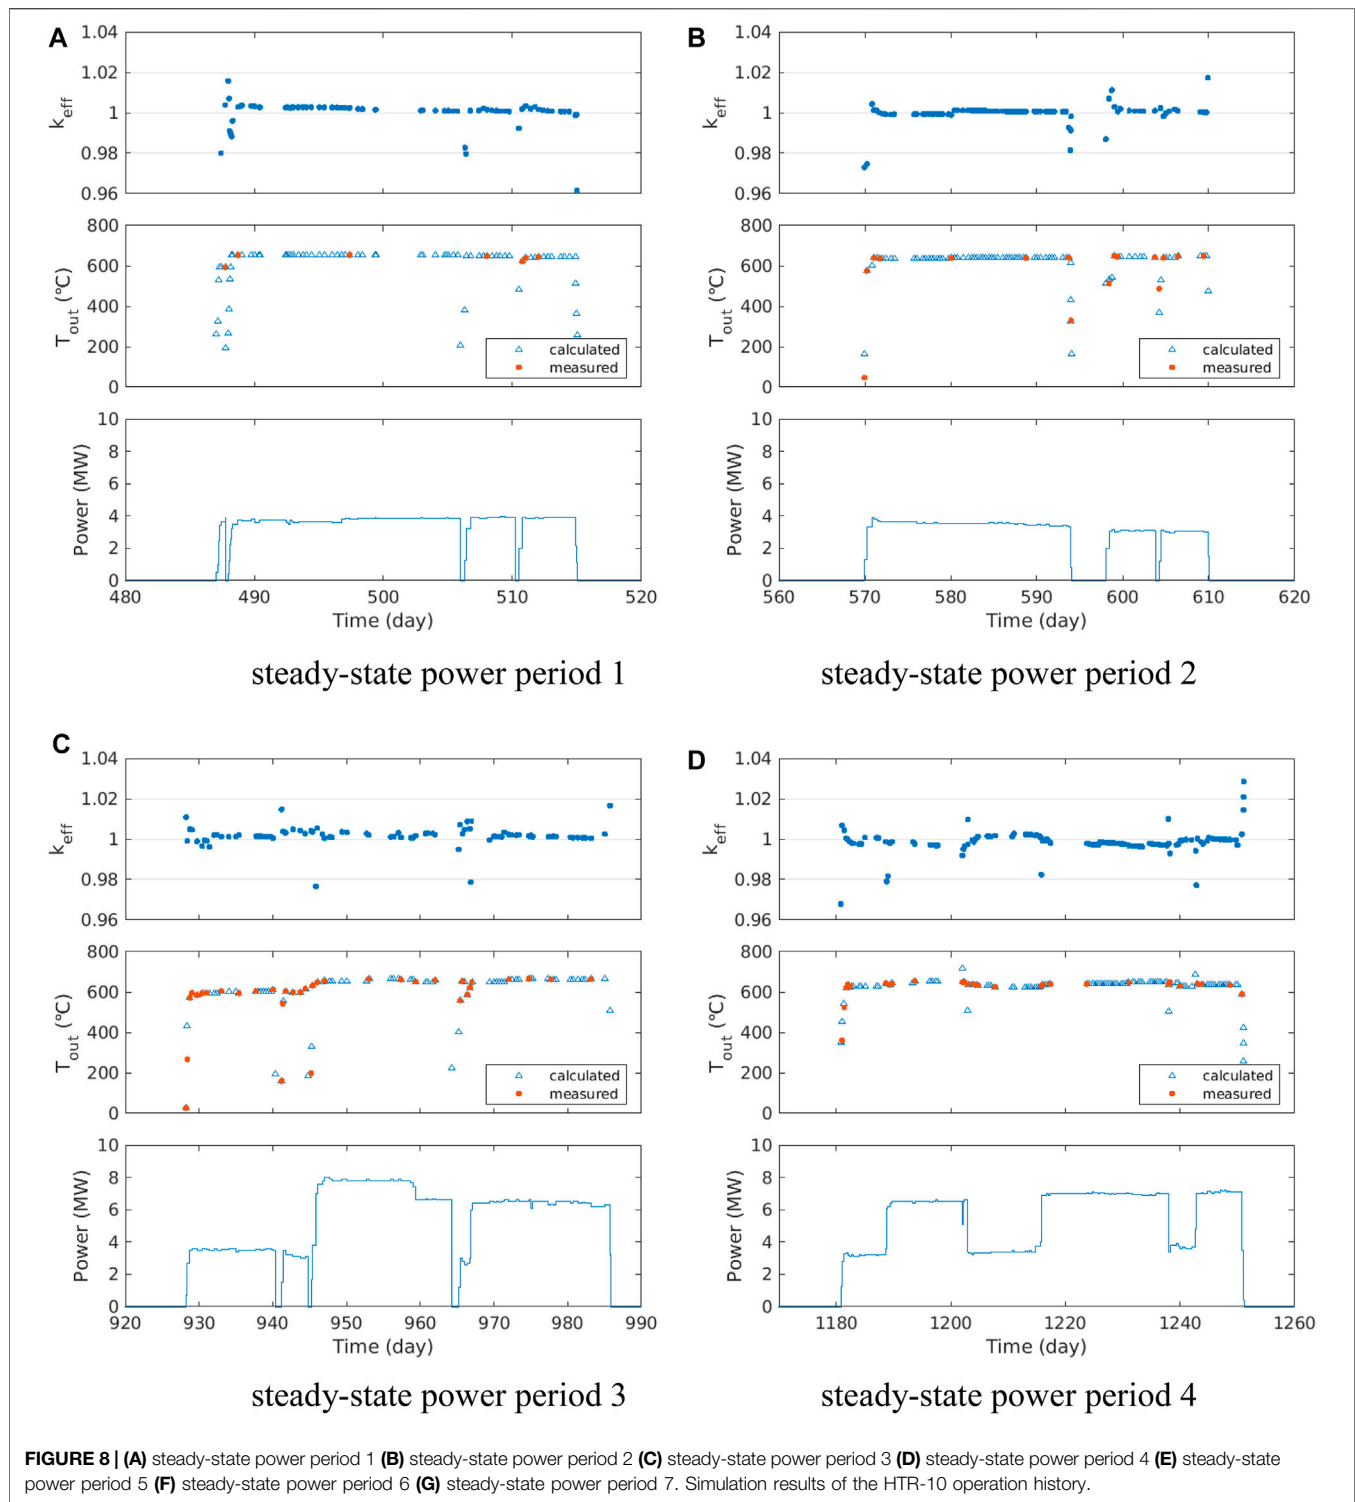 A
1.04
1.02
1
0.98
0.96
k_eff
800
600
400
200
0
T_out (℃)
calculated
measured
10
8
6
4
2
0
Power (MW)
480 490 500 510 520
Time (day)
steady-state power period 1
B
1.04
1.02
1
0.98
0.96
k_eff
800
600
400
200
0
T_out (℃)
calculated
measured
10
8
6
4
2
0
Power (MW)
560 570 580 590 600 610 620
Time (day)
steady-state power period 2
C
1.04
1.02
1
0.98
0.96
k_eff
800
600
400
200
0
T_out (℃)
calculated
measured
10
8
6
4
2
0
Power (MW)
920 930 940 950 960 970 980 990
Time (day)
steady-state power period 3
D
1.04
1.02
1
0.98
0.96
k_eff
800
600
400
200
0
T_out (℃)
calculated
measured
10
8
6
4
2
0
Power (MW)
1180 1200 1220 1240 1260
Time (day)
steady-state power period 4
FIGURE 8 | (A) steady-state power period 1 (B) steady-state power period 2 (C) steady-state power period 3 (D) steady-state power period 4 (E) steady-state
power period 5 (F) steady-state power period 6 (G) steady-state power period 7. Simulation results of the HTR-10 operation history.